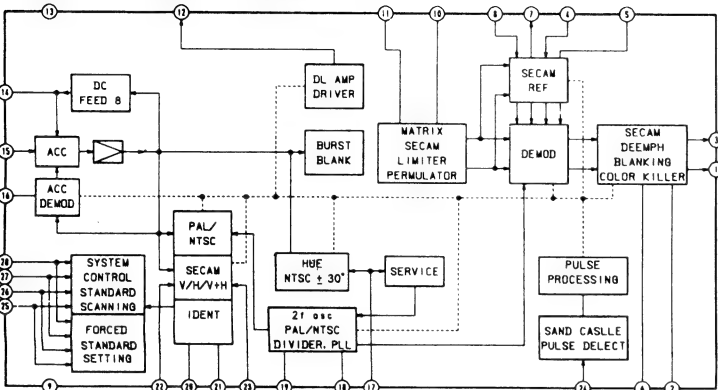 13
12
11
10
8
7
4
5
14
DC
FEED 8
DL AMP
DRIVER
SECAM
REF
15
ACC
BURST
BLANK
MATRIX
SECAM
LIMITER
PERMULATOR
DEMOD
SECAM
DEEMPH
BLANKING
COLOR KILLER
3
1
16
ACC
DEMOD
PAL/
NTSC
28
27
26
25
SYSTEM
CONTROL
STANDARD
SCANNING
FORCED
STANDARD
SETTING
SECAM
V/H/V+H
IDENT
HUE
NTSC ± 30°
SERVICE
PULSE
PROCESSING
2f osc
PAL/NTSC
DIVIDER, PLL
SAND CASLLE
PULSE DELECT
9
22
20
21
23
19
18
17
24
2